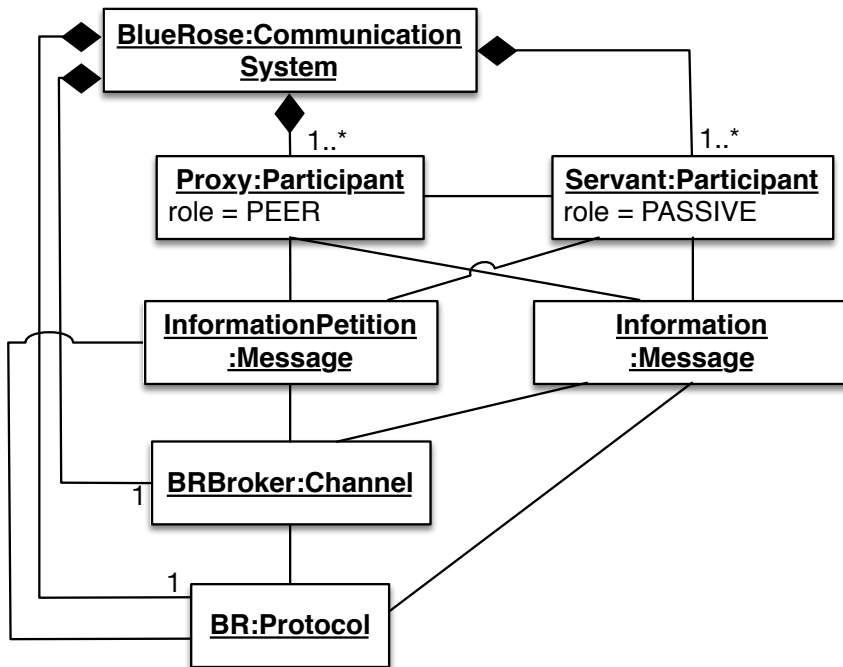 BlueRose:Communication
System
1..*
1..*
Proxy:Participant
role = PEER
Servant:Participant
role = PASSIVE
InformationPetition
:Message
Information
:Message
BRBroker:Channel
1
1
BR:Protocol